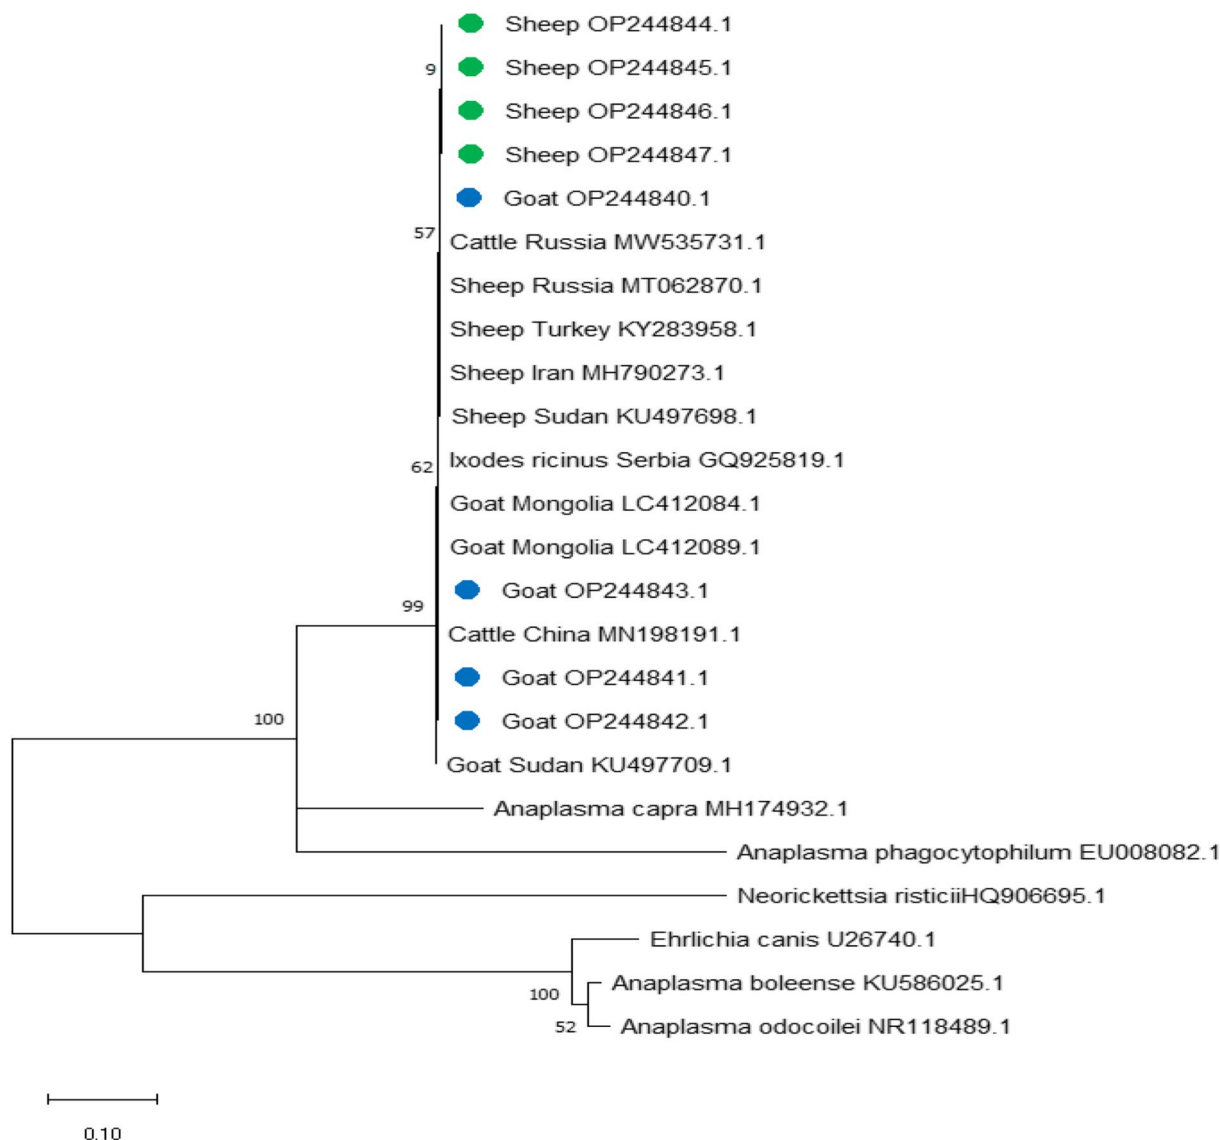 Sheep OP244844.1
9
Sheep OP244845.1
Sheep OP244846.1
Sheep OP244847.1
Goat OP244840.1
57
Cattle Russia MW535731.1
Sheep Russia MT062870.1
Sheep Turkey KY283958.1
Sheep Iran MH790273.1
Sheep Sudan KU497698.1
62
Ixodes ricinus Serbia GQ925819.1
Goat Mongolia LC412084.1
Goat Mongolia LC412089.1
Goat OP244843.1
99
Cattle China MN198191.1
Goat OP244841.1
Goat OP244842.1
100
Goat Sudan KU497709.1
Anaplasma capra MH174932.1
Anaplasma phagocytophilum EU008082.1
Neorickettsia risticiiHQ906695.1
Ehrlichia canis U26740.1
Anaplasma boleense KU586025.1
100
Anaplasma odocoilei NR118489.1
52
0.10